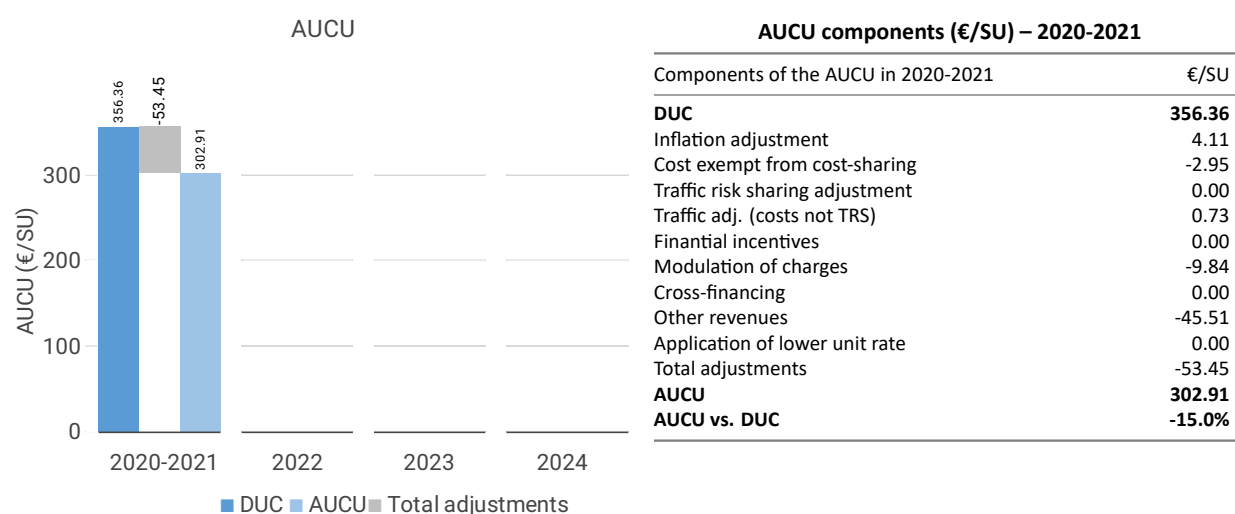 AUCU
AUCU (€/SU)
300
200
100
0
356.36
-53.45
302.91
2020-2021
2022
2023
2024
DUC
AUCU
Total adjustments
AUCU components (€/SU) – 2020-2021
Components of the AUCU in 2020-2021 €/SU
DUC 356.36
Inflation adjustment 4.11
Cost exempt from cost-sharing -2.95
Traffic risk sharing adjustment 0.00
Traffic adj. (costs not TRS) 0.73
Finantial incentives 0.00
Modulation of charges -9.84
Cross-financing 0.00
Other revenues -45.51
Application of lower unit rate 0.00
Total adjustments -53.45
AUCU 302.91
AUCU vs. DUC -15.0%